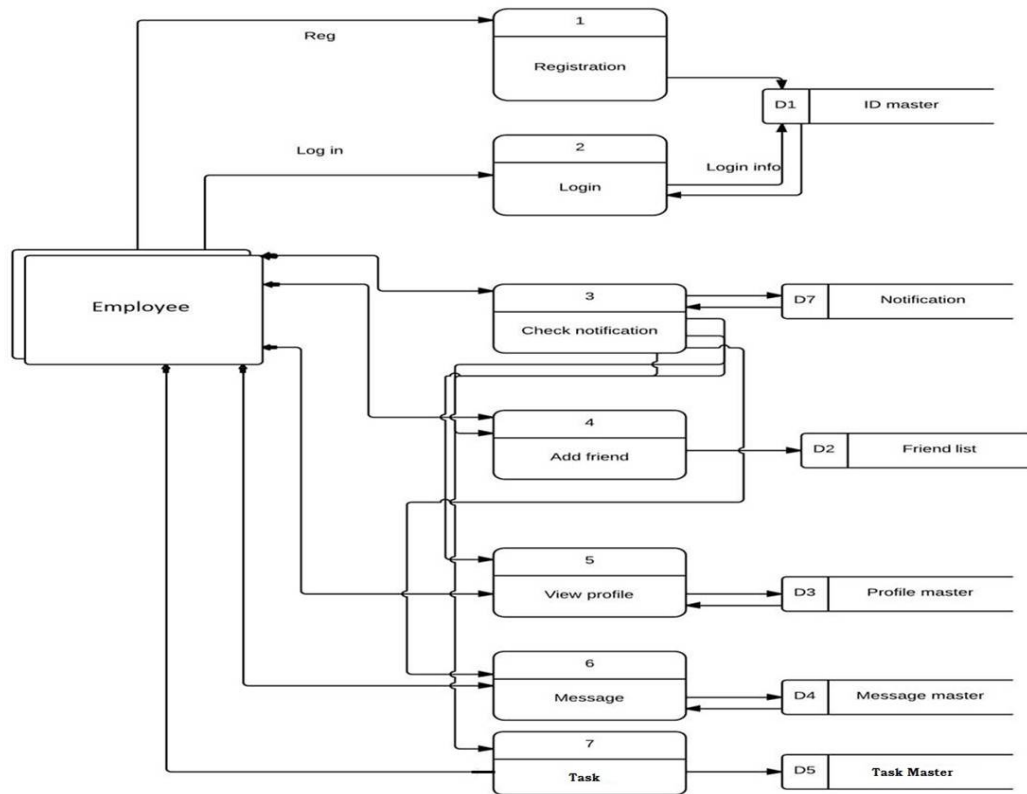 1
Reg
Registration
D1
ID master
2
Log in
Login info
Login
Employee
3
D7
Notification
Check notification
4
Add friend
D2
Friend list
5
View profile
D3
Profile master
6
Message
D4
Message master
7
Task
D5
Task Master